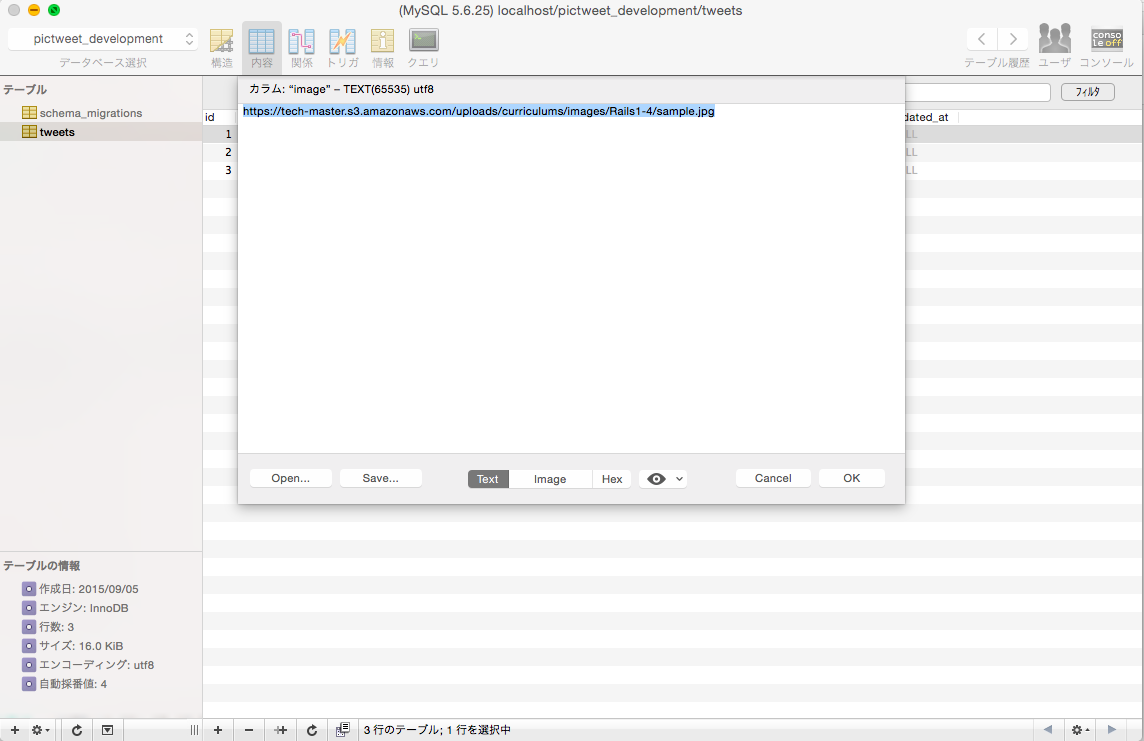 (MySQL 5.6.25) localhost/pictweet_development/tweets
pictweet_development
データベース選択
構造
内容
関係
トリガ
情報
クエリ
テーブル履歴
ユーザ
conso
le off
コンソール
テーブル
schema_migrations
tweets
カラム: “image” – TEXT(65535) utf8
https://tech-master.s3.amazonaws.com/uploads/curriculums/images/Rails1-4/sample.jpg
ﾌｨﾙﾀ
id
dated_at
1
LL
2
LL
3
LL
Open...
Save...
Text
Image
Hex
Cancel
OK
テーブルの情報
作成日: 2015/09/05
エンジン: InnoDB
行数: 3
サイズ: 16.0 KiB
エンコーディング: utf8
自動採番値: 4
3 行のテーブル; 1 行を選択中